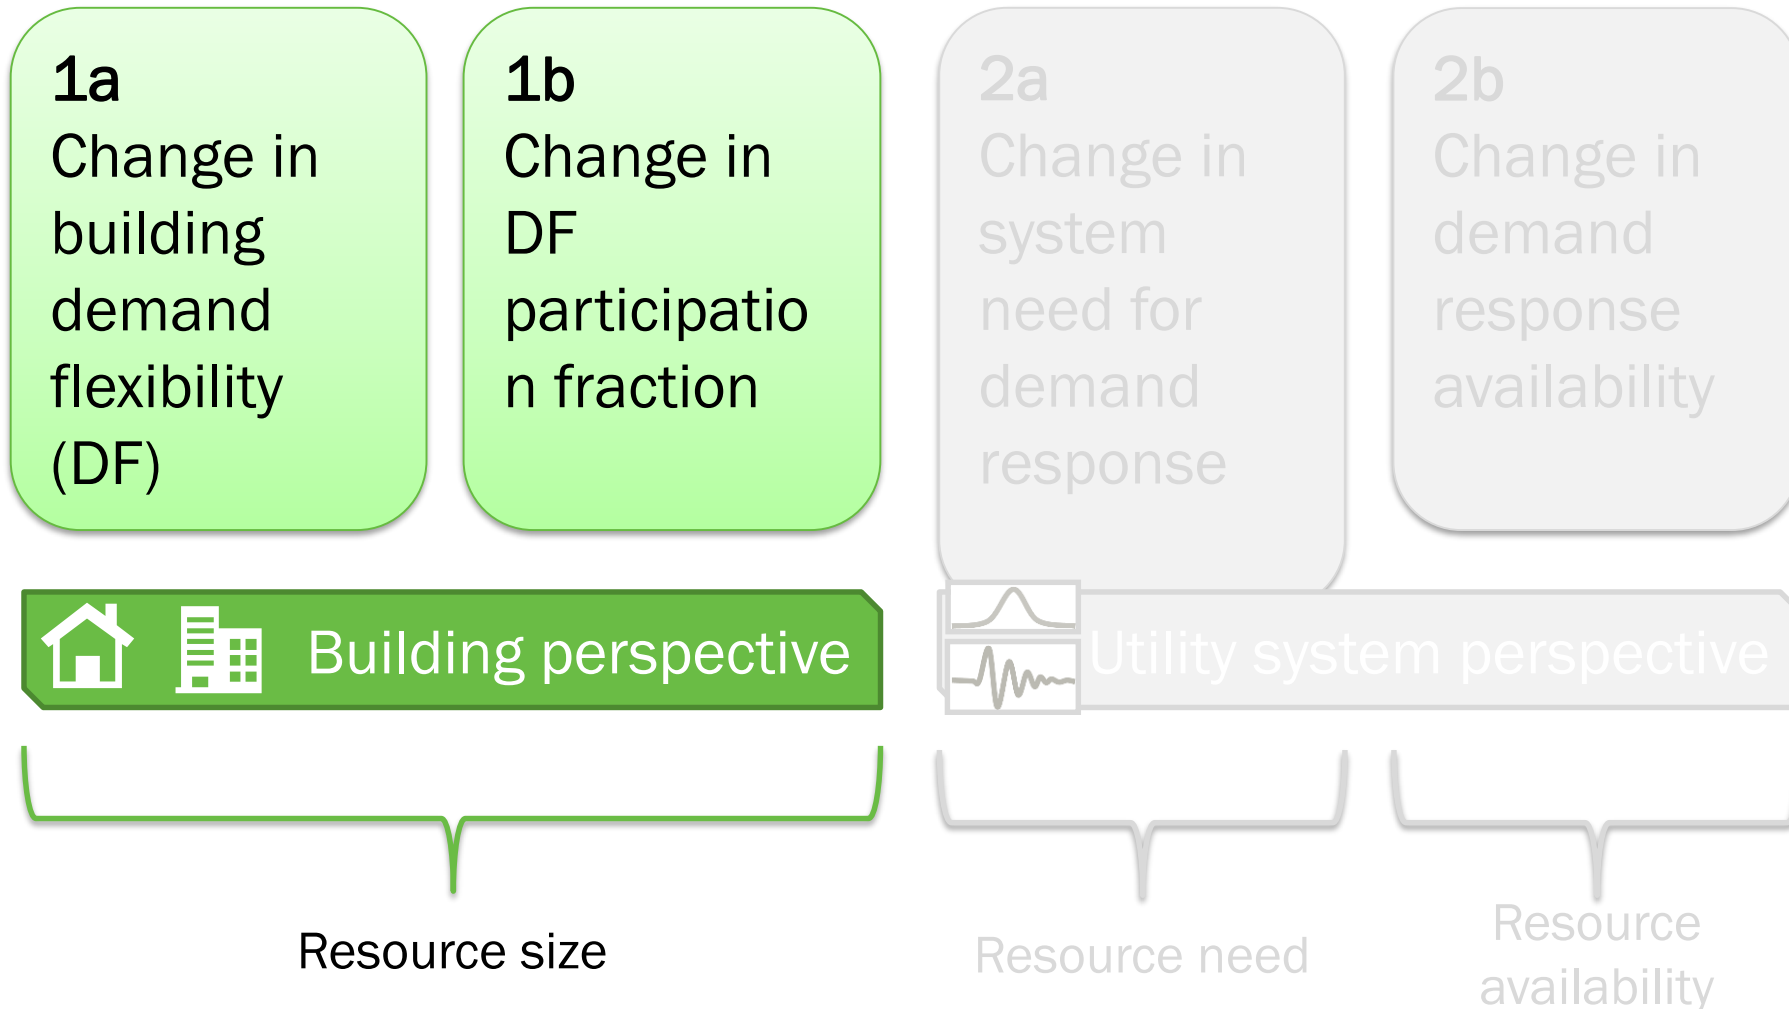 1a
Change in
building
demand
flexibility
(DF)
1b
Change in
DF
participatio
n fraction
2a
Change in
system
need for
demand
response
2b
Change in
demand
response
availability
Building perspective
Utility system perspective
Resource size
Resource need
Resource
availability